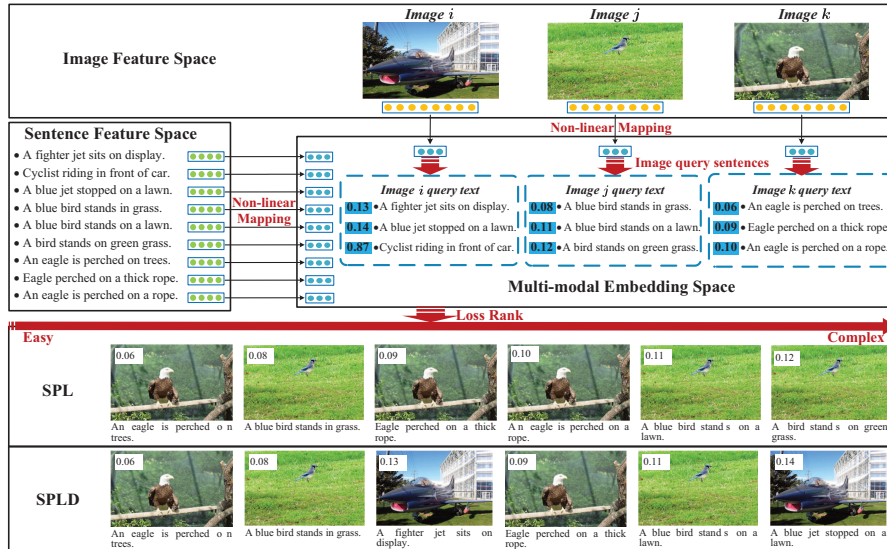 Image i
Image j
Image k
Image Feature Space
Sentence Feature Space
• A fighter jet sits on display.
• Cyclist riding in front of car.
• A blue jet stopped on a lawn.
• A blue bird stands in grass.
• A blue bird stands on a lawn.
• A bird stands on green grass.
• An eagle is perched on trees.
• Eagle perched on a thick rope.
• An eagle is perched on a rope.
Non-linear
Mapping
Non-linear Mapping
Image query sentences
Image i query text
0.13 •A fighter jet sits on display.
0.14 •A blue jet stopped on a lawn.
0.87 •Cyclist riding in front of car.
Image j query text
0.08 •A blue bird stands in grass.
0.11 •A blue bird stands on a lawn.
0.12 •A bird stands on green grass.
Image k query text
0.06 •An eagle is perched on trees.
0.09 •Eagle perched on a thick rope.
0.10 •An eagle is perched on a rope.
Multi-modal Embedding Space
Loss Rank
Easy
Complex
SPL
0.06
An eagle is perched on
trees.
0.08
A blue bird stands in grass.
0.09
Eagle perched on a thick
rope.
0.10
An eagle is perched on a
rope.
0.11
A blue bird stands on a
lawn.
0.12
A bird stands on green
grass.
SPLD
0.06
An eagle is perched on
trees.
0.08
A blue bird stands in grass.
0.13
A fighter jet sits on
display.
0.09
Eagle perched on a thick
rope.
0.11
A blue bird stands on a
lawn.
0.14
A blue jet stopped on a
lawn.